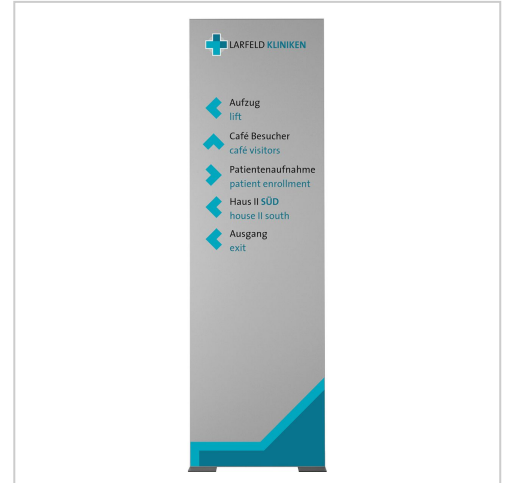 LARFELD KLINIKEN
Aufzug
lift
Café Besucher
café visitors
Patientenaufnahme
patient enrollment
Haus II SÜD
house II south
Ausgang
exit